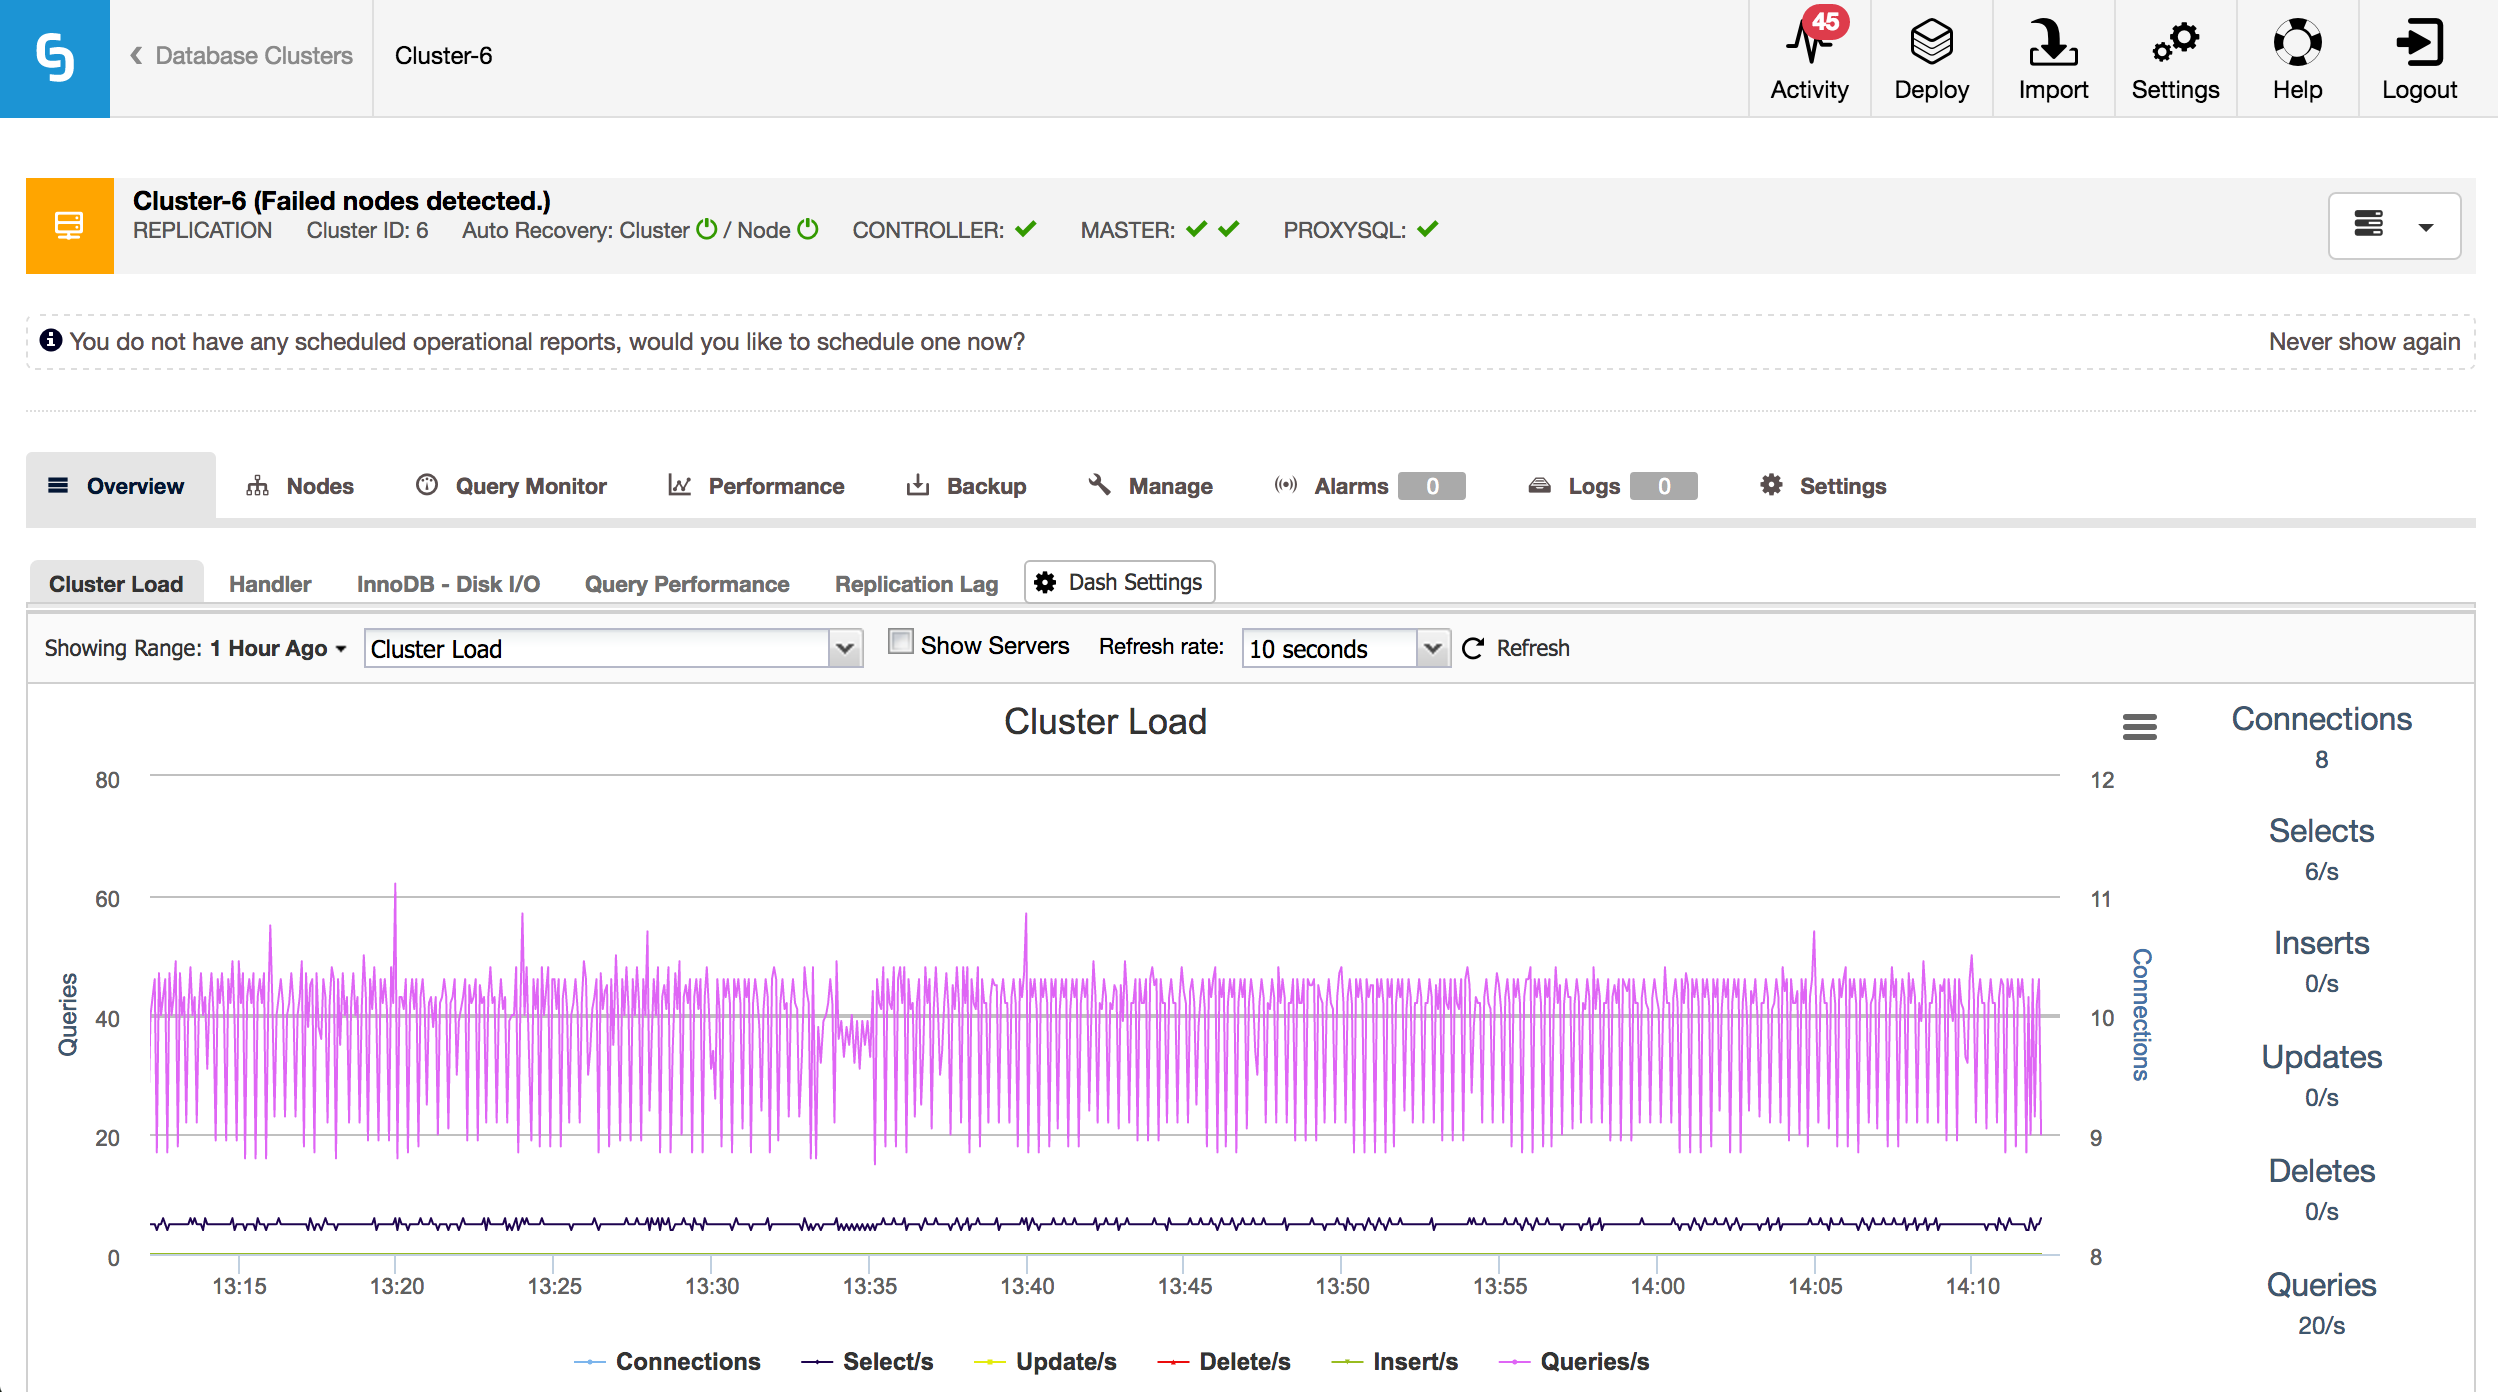 Database Clusters
Cluster-6
45
Activity
Deploy
Import
Settings
Help
Logout
Cluster-6 (Failed nodes detected.)
REPLICATION Cluster ID: 6 Auto Recovery: Cluster / Node CONTROLLER: MASTER: PROXYSQL:
You do not have any scheduled operational reports, would you like to schedule one now?
Never show again
Overview Nodes Query Monitor Performance Backup Manage Alarms 0 Logs 0 Settings
Cluster Load Handler InnoDB - Disk I/O Query Performance Replication Lag Dash Settings
Showing Range: 1 Hour Ago Cluster Load Show Servers Refresh rate: 10 seconds Refresh
Cluster Load
80
60
40
20
0
Queries
12
11
10
9
8
Connections
13:15 13:20 13:25 13:30 13:35 13:40 13:45 13:50 13:55 14:00 14:05 14:10
Connections Select/s Update/s Delete/s Insert/s Queries/s
Connections
8
Selects
6/s
Inserts
0/s
Updates
0/s
Deletes
0/s
Queries
20/s